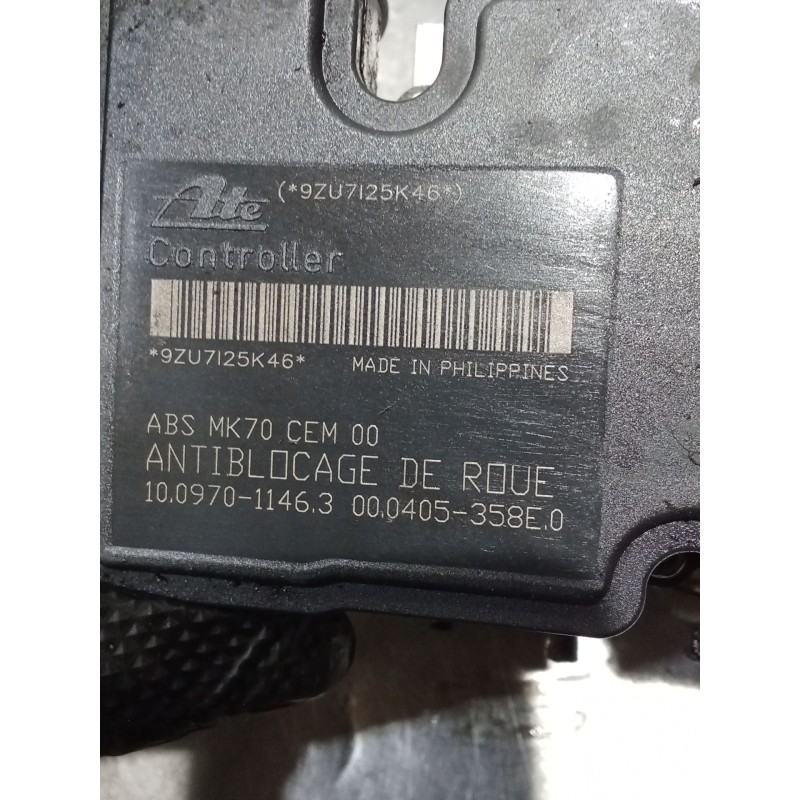 (*9ZU7I25K46*)
Ate
Controller
*9ZU7I25K46* MADE IN PHILIPPINES
ABS MK70 CEM 00
ANTIBLOCAGE DE ROUE
10.0970-1146.3 00.0405-358E.0